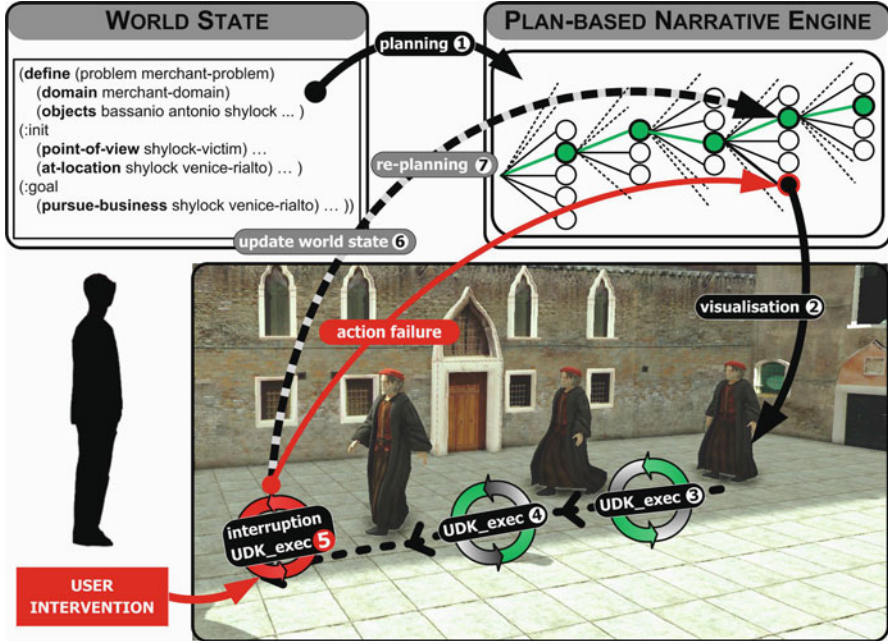 WORLD STATE
PLAN-BASED NARRATIVE ENGINE
planning 1
(define (problem merchant-problem)
(domain merchant-domain)
(objects bassanio antonio shylock ... )
(:init
(point-of-view shylock-victim) ...
(at-location shylock venice-rialto) ... )
(:goal
(pursue-business shylock venice-rialto) ... ))
re-planning 7
update world state 6
visualisation 2
action failure
UDK_exec 3
UDK_exec 4
interruption
UDK_exec 5
USER
INTERVENTION